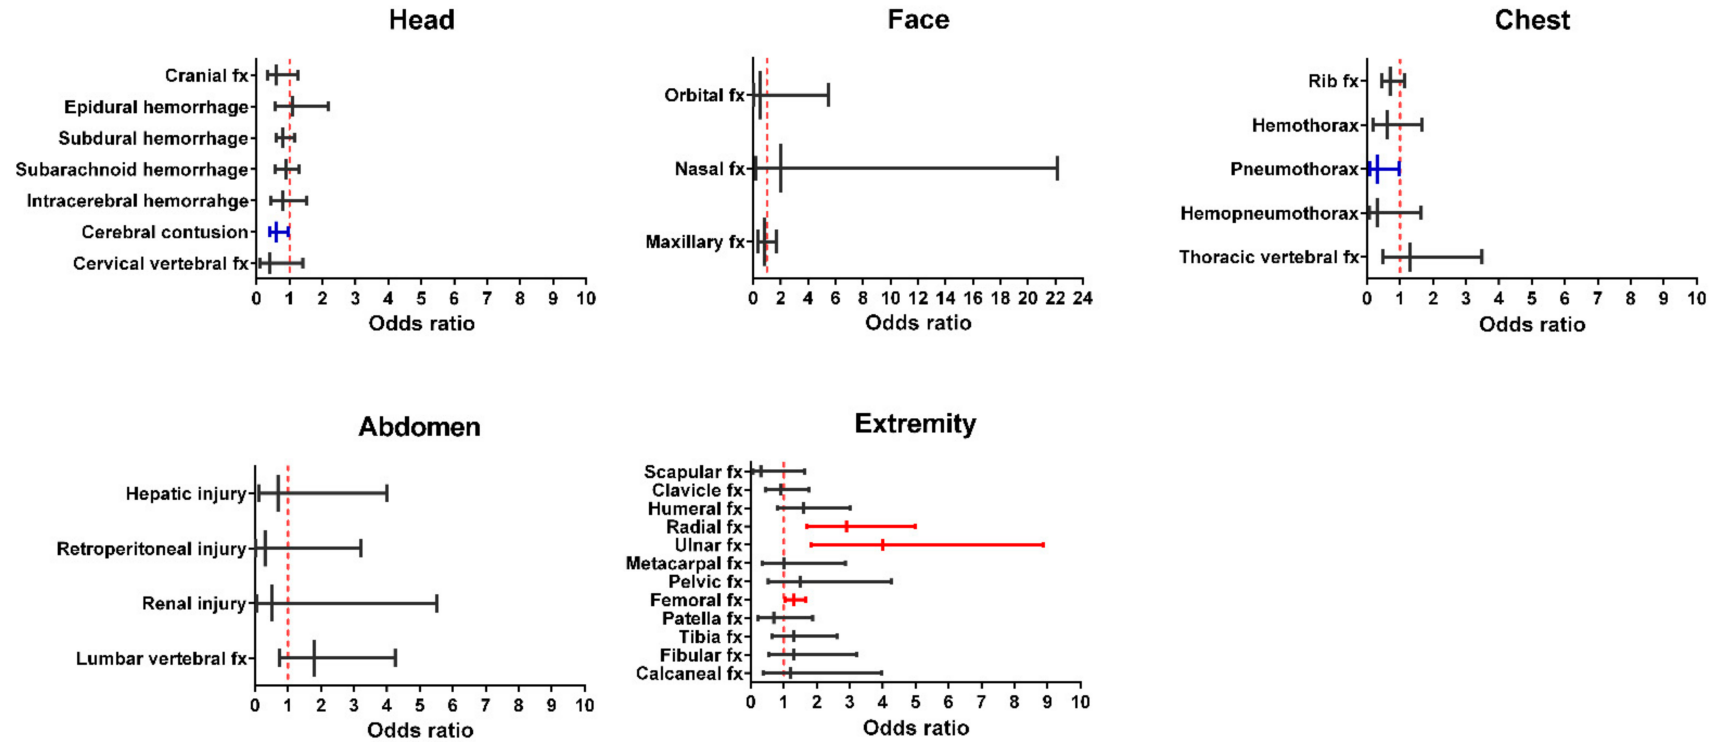 Head
Cranial fx
Epidural hemorrhage
Subdural hemorrhage
Subarachnoid hemorrhage
Intracerebral hemorrahge
Cerebral contusion
Cervical vertebral fx
0 1 2 3 4 5 6 7 8 9 10
Odds ratio
Face
Orbital fx
Nasal fx
Maxillary fx
0 2 4 6 8 10 12 14 16 18 20 22 24
Odds ratio
Chest
Rib fx
Hemothorax
Pneumothorax
Hemopneumothorax
Thoracic vertebral fx
0 1 2 3 4 5 6 7 8 9 10
Odds ratio
Abdomen
Hepatic injury
Retroperitoneal injury
Renal injury
Lumbar vertebral fx
0 1 2 3 4 5 6 7 8 9 10
Odds ratio
Extremity
Scapular fx
Clavicle fx
Humeral fx
Radial fx
Ulnar fx
Metacarpal fx
Pelvic fx
Femoral fx
Patella fx
Tibia fx
Fibular fx
Calcaneal fx
0 1 2 3 4 5 6 7 8 9 10
Odds ratio